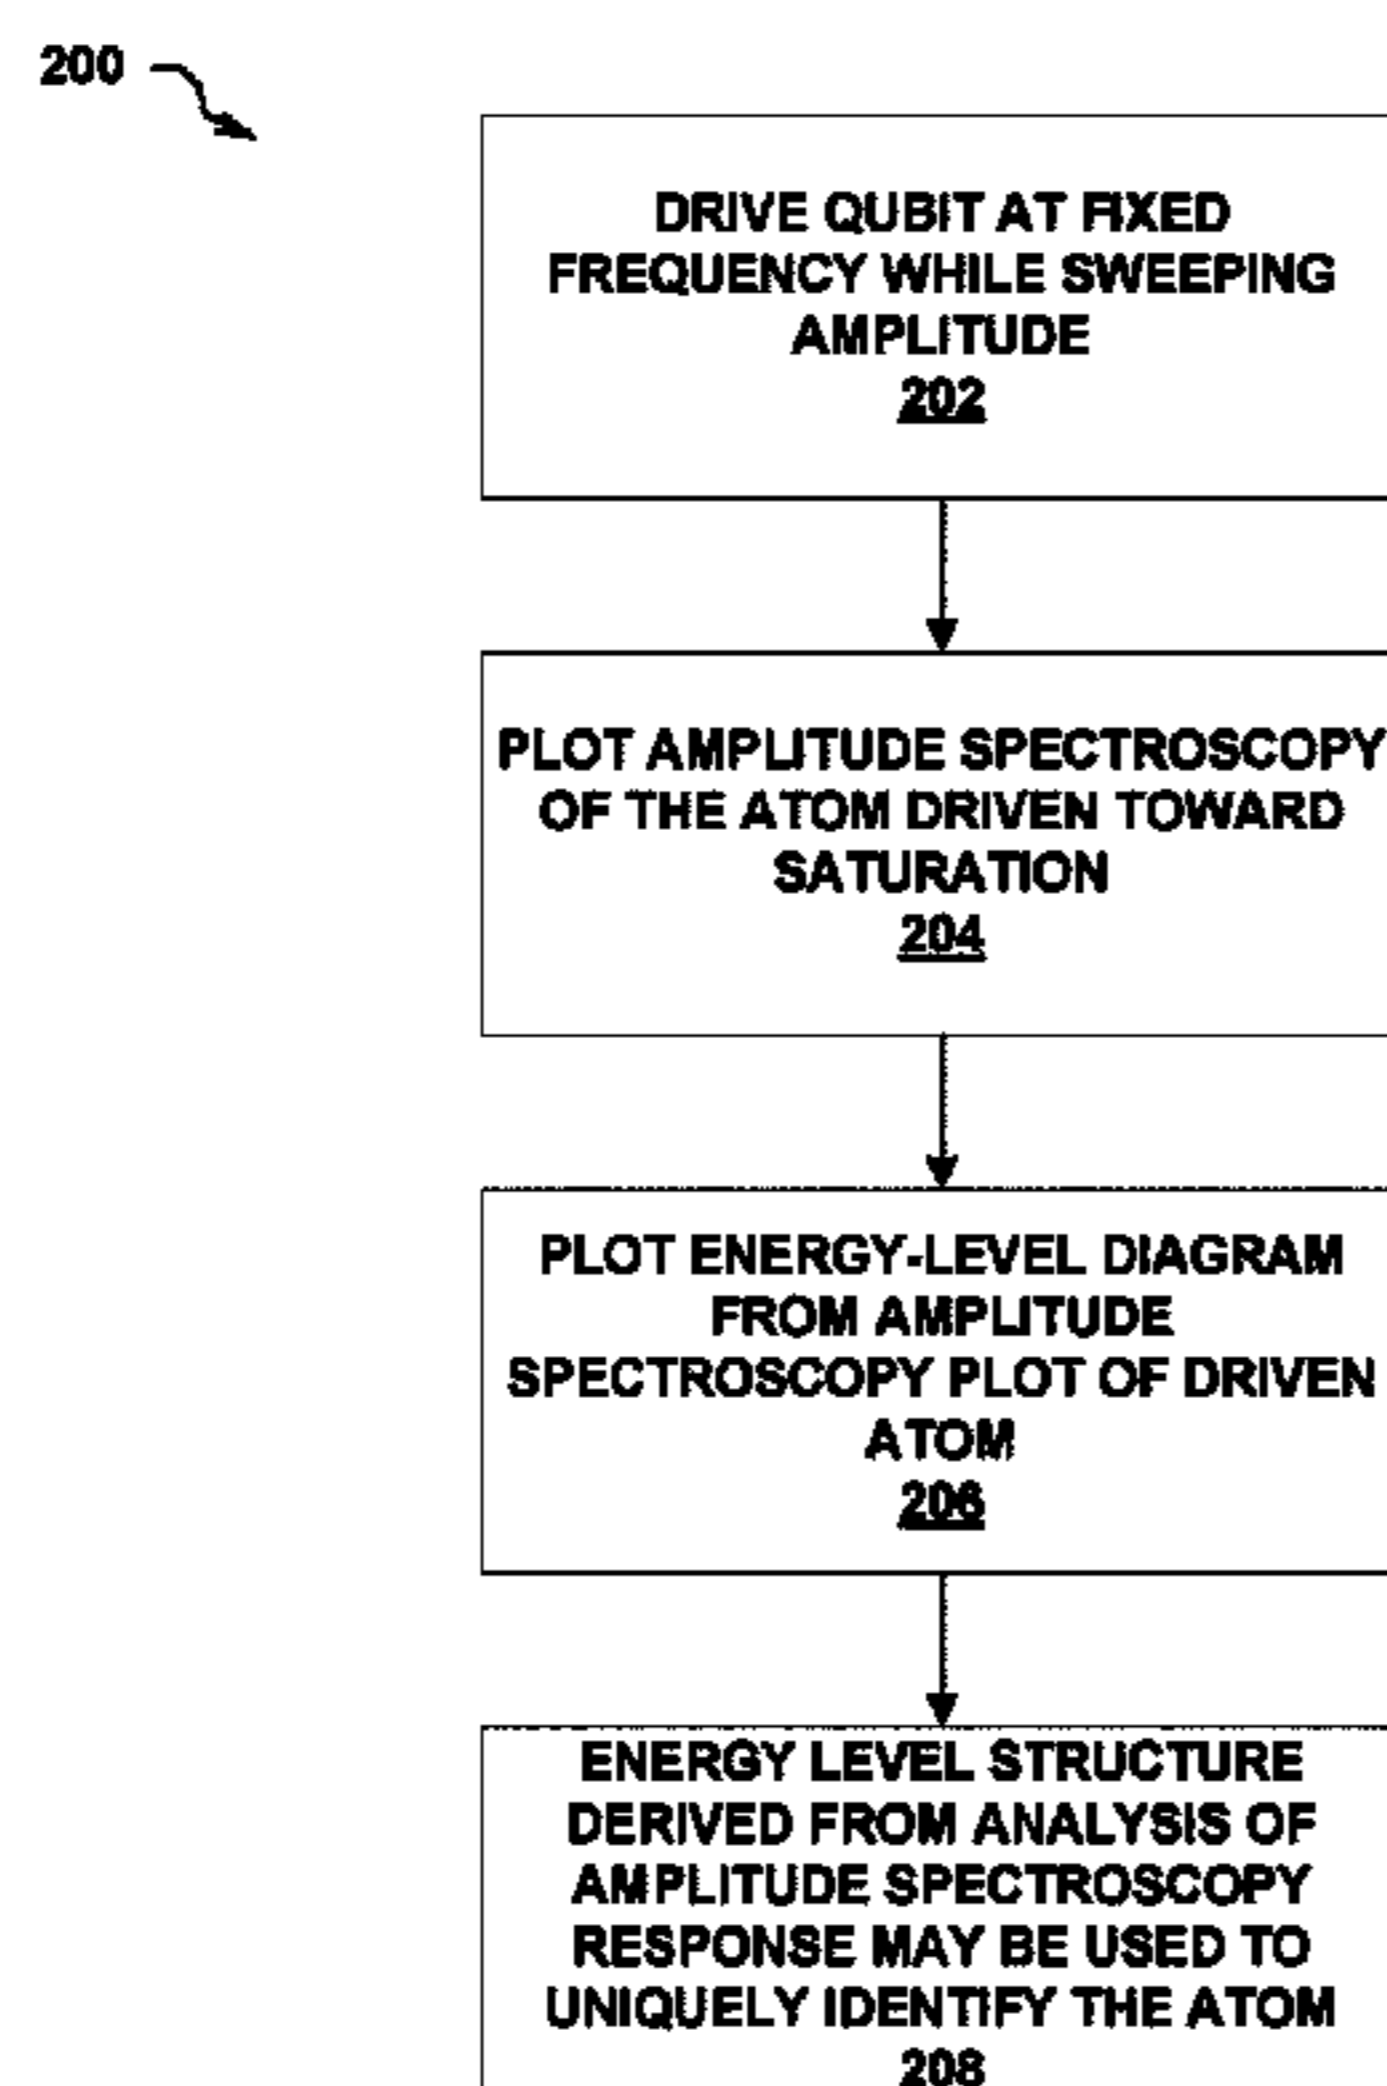 200
DRIVE QUBIT AT FIXED
FREQUENCY WHILE SWEEPING
AMPLITUDE
202
PLOT AMPLITUDE SPECTROSCOPY
OF THE ATOM DRIVEN TOWARD
SATURATION
204
PLOT ENERGY-LEVEL DIAGRAM
FROM AMPLITUDE
SPECTROSCOPY PLOT OF DRIVEN
ATOM
206
ENERGY LEVEL STRUCTURE
DERIVED FROM ANALYSIS OF
AMPLITUDE SPECTROSCOPY
RESPONSE MAY BE USED TO
UNIQUELY IDENTIFY THE ATOM
208